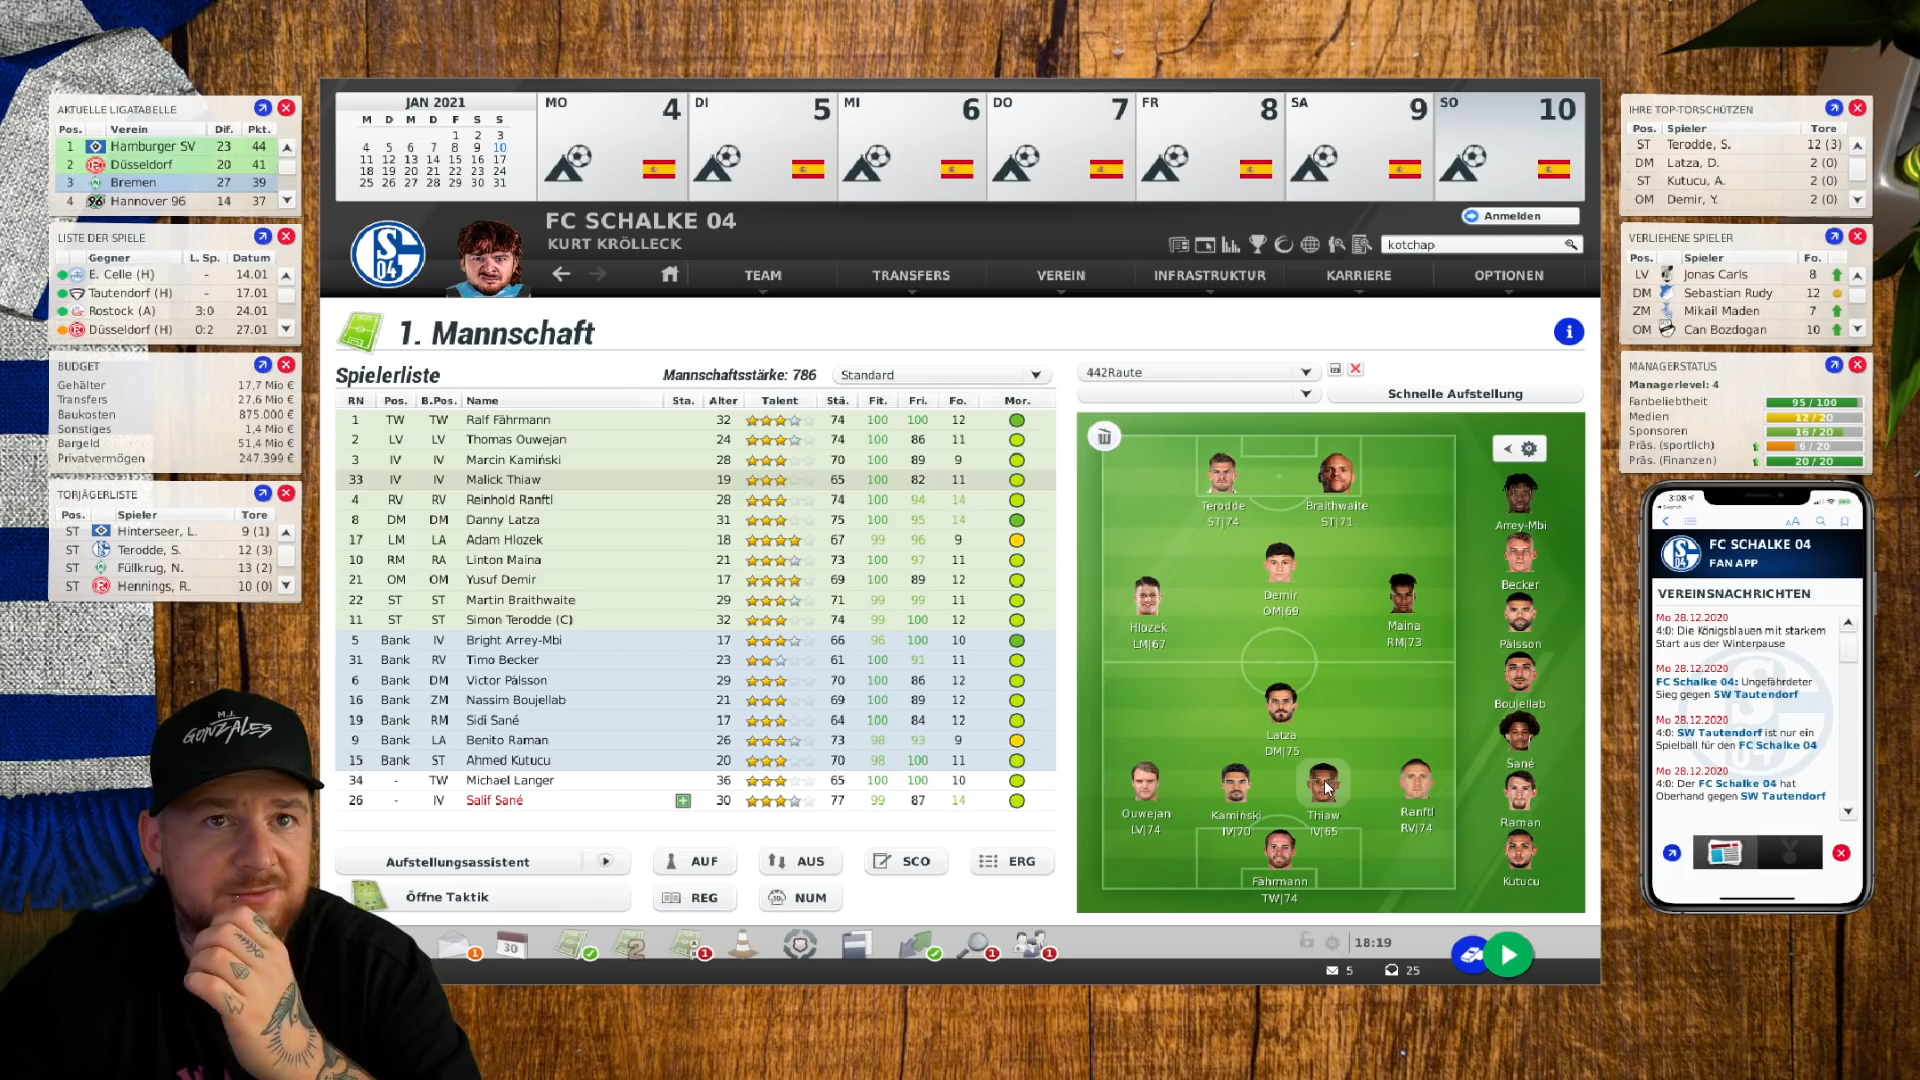 AKTUELLE LIGATABELLE
Pos. Verein Dif. Pkt.
1 Hamburger SV 23 44
2 Düsseldorf 20 41
3 Bremen 27 39
4 Hannover 96 14 37
LISTE DER SPIELE
Gegner L. Sp. Datum
E. Celle (H) - 14.01
Tautendorf (H) - 17.01
Rostock (A) 3:0 24.01
Düsseldorf (H) 0:2 27.01
BUDGET
Gehälter 17,7 Mio €
Transfers 27,6 Mio €
Baukosten 875.000 €
Sonstiges 1,4 Mio €
Bargeld 51,4 Mio €
Privatvermögen 247.399 €
TORJÄGERLISTE
Pos. Spieler Tore
ST Hinterseer, L. 9 (1)
ST Terodde, S. 12 (3)
ST Füllkrug, N. 13 (2)
ST Hennings, R. 10 (0)
M.J. GONZALES
JAN 2021
M D M D F S S
1 2 3
4 5 6 7 8 9 10
11 12 13 14 15 16 17
18 19 20 21 22 23 24
25 26 27 28 29 30 31
MO 4 DI 5 MI 6 DO 7 FR 8 SA 9 SO 10
FC SCHALKE 04
KURT KRÖLLECK
Anmelden
kotchap
TEAM TRANSFERS VEREIN INFRASTRUKTUR KARRIERE OPTIONEN
1. Mannschaft
Spielerliste Mannschaftsstärke: 786 Standard
RN Pos. B.Pos. Name Sta. Alter Talent Stä. Fit. Fri. Fo. Mor.
1 TW TW Ralf Fährmann 32 74 100 100 12
2 LV LV Thomas Ouwejan 24 74 100 86 11
3 IV IV Marcin Kamiński 28 70 100 89 9
33 IV IV Malick Thiaw 19 65 100 82 11
4 RV RV Reinhold Ranftl 28 74 100 94 14
8 DM DM Danny Latza 31 75 100 95 14
17 LM LA Adam Hlozek 18 67 99 96 9
10 RM RA Linton Maina 21 73 100 97 11
21 OM OM Yusuf Demir 17 69 100 89 12
22 ST ST Martin Braithwaite 29 71 99 99 11
11 ST ST Simon Terodde (C) 32 74 99 100 12
5 Bank IV Bright Arrey-Mbi 17 66 96 100 10
31 Bank RV Timo Becker 23 61 100 91 11
6 Bank DM Victor Pálsson 29 70 100 86 12
16 Bank ZM Nassim Boujellab 21 69 100 89 12
19 Bank RM Sidi Sané 17 64 100 84 12
9 Bank LA Benito Raman 26 73 98 93 9
15 Bank ST Ahmed Kutucu 20 70 98 100 11
34 - TW Michael Langer 36 65 100 100 10
26 - IV Salif Sané 30 77 99 87 14
Aufstellungsassistent AUF AUS SCO ERG
Öffne Taktik REG NUM
442Raute
Schnelle Aufstellung
Terodde
ST|74
Braithwaite
ST|71
Demir
OM|69
Hlozek
LM|67
Maina
RM|73
Latza
DM|75
Ouwejan
LV|74
Kamiński
IV|70
Thiaw
IV|65
Ranftl
RV|74
Fährmann
TW|74
Arrey-Mbi
Becker
Pálsson
Boujellab
Sané
Raman
Kutucu
1 30 2 1 1 1
18:19
5 25
IHRE TOP-TORSCHÜTZEN
Pos. Spieler Tore
ST Terodde, S. 12 (3)
DM Latza, D. 2 (0)
ST Kutucu, A. 2 (0)
OM Demir, Y. 2 (0)
VERLIEHENE SPIELER
Pos. Spieler Fo.
LV Jonas Carls 8
DM Sebastian Rudy 12
ZM Mikail Maden 7
OM Can Bozdogan 10
MANAGERSTATUS
Managerlevel: 4
Fanbeliebtheit 95 / 100
Medien 12 / 20
Sponsoren 16 / 20
Präs. (sportlich) 6 / 20
Präs. (Finanzen) 20 / 20
3:08
Search
AA
FC SCHALKE 04
FAN APP
VEREINSNACHRICHTEN
Mo 28.12.2020
4:0: Die Königsblauen mit starkem
Start aus der Winterpause
Mo 28.12.2020
FC Schalke 04: Ungefährdeter
Sieg gegen SW Tautendorf
Mo 28.12.2020
4:0: SW Tautendorf ist nur ein
Spielball für den FC Schalke 04
Mo 28.12.2020
4:0: Der FC Schalke 04 hat
Oberhand gegen SW Tautendorf